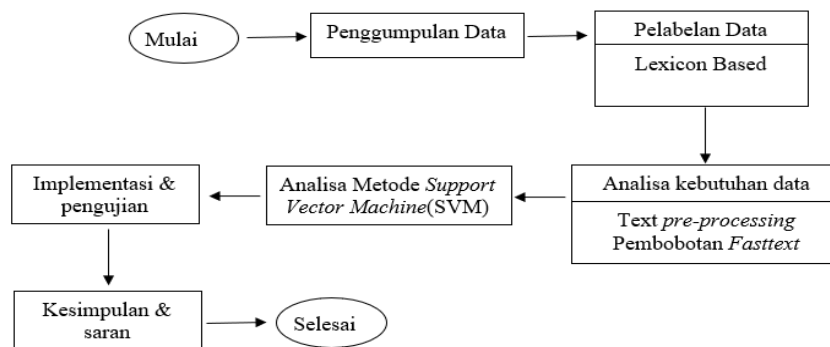 Mulai
Penggumpulan Data
Pelabelan Data
Lexicon Based
Analisa kebutuhan data
Text pre-processing
Pembobotan Fasttext
Analisa Metode Support
Vector Machine(SVM)
Implementasi &
pengujian
Kesimpulan &
saran
Selesai